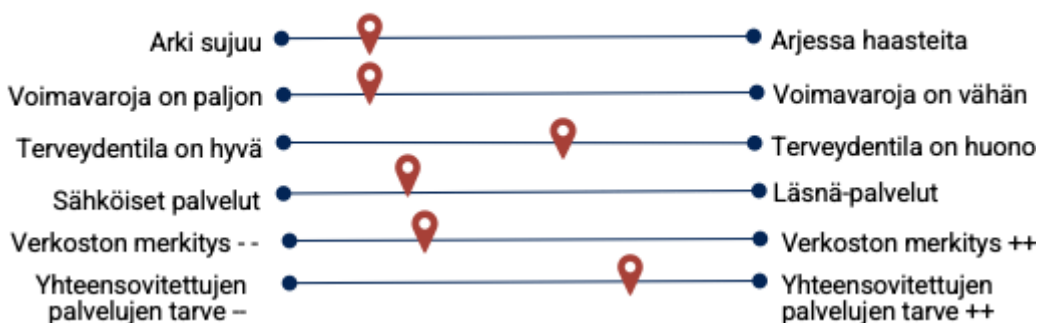 Arki sujuu
Arjessa haasteita
Voimavaroja on paljon
Voimavaroja on vähän
Terveydentila on hyvä
Terveydentila on huono
Sähköiset palvelut
Läsnä-palvelut
Verkoston merkitys - -
Verkoston merkitys ++
Yhteensovitettujen
palvelujen tarve --
Yhteensovitettujen
palvelujen tarve ++